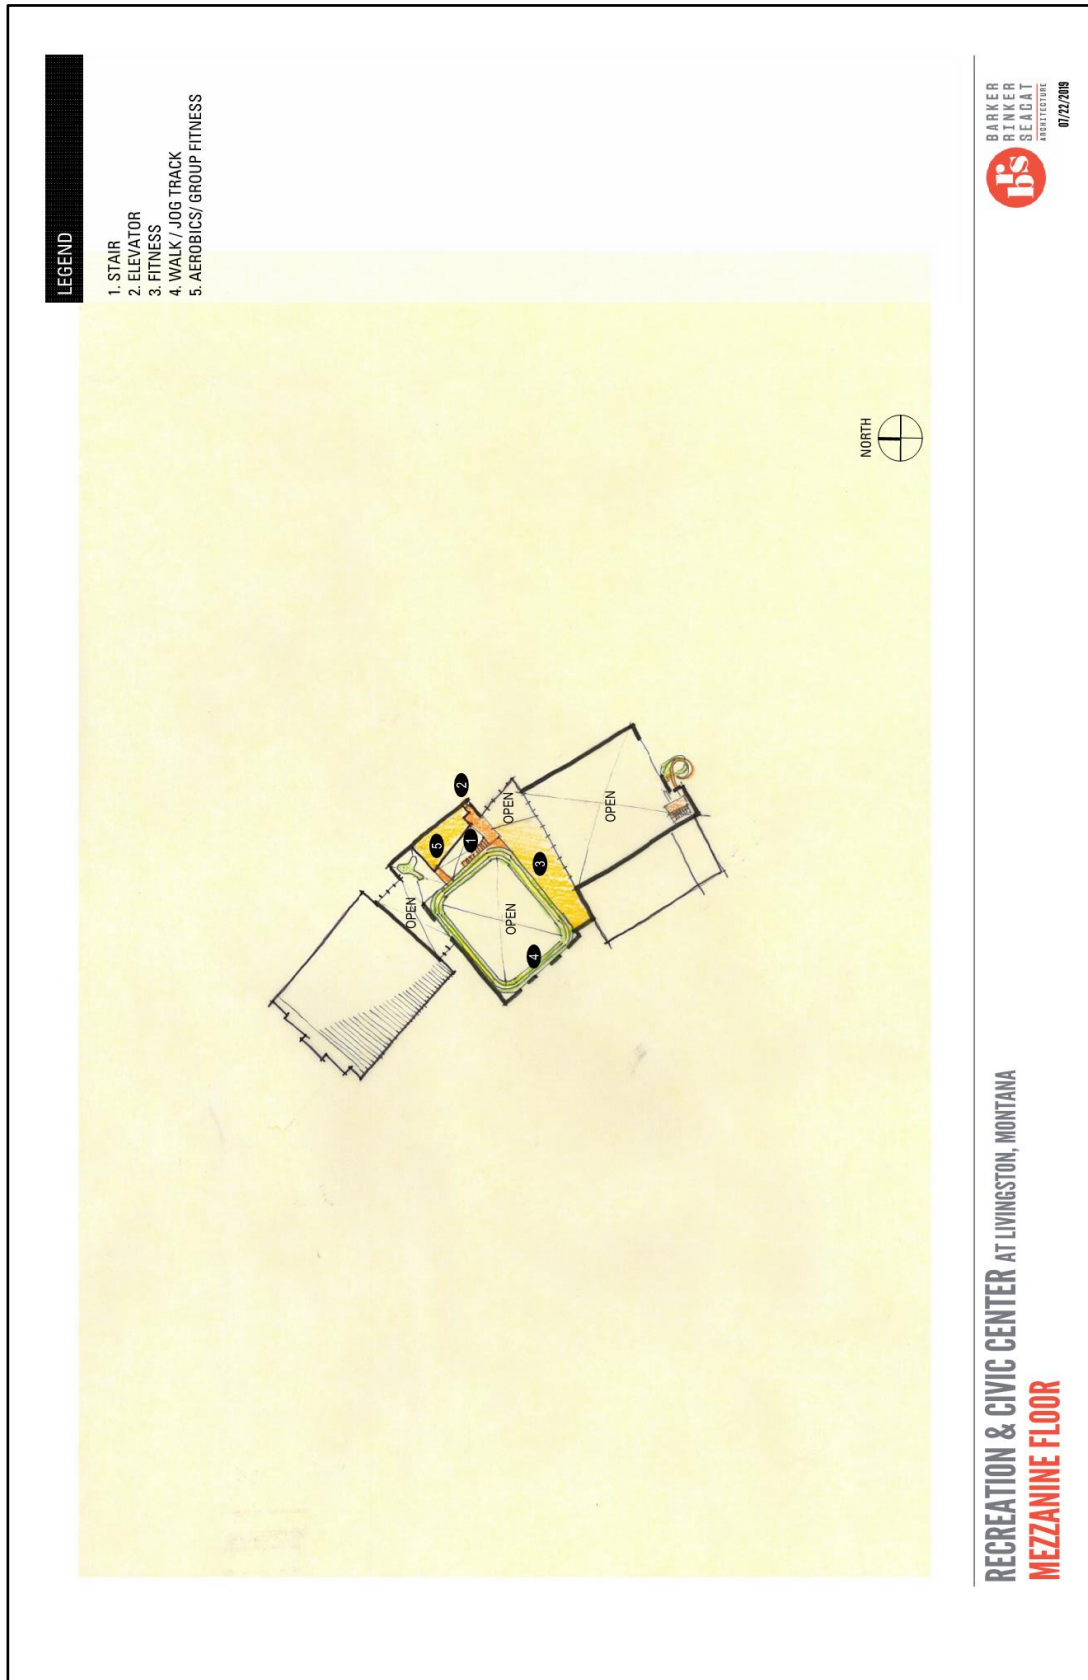 LEGEND
1. STAIR
2. ELEVATOR
3. FITNESS
4. WALK / JOG TRACK
5. AEROBICS/ GROUP FITNESS
NORTH
2
5
1
OPEN
OPEN
OPEN
3
4
OPEN
RECREATION & CIVIC CENTER AT LIVINGSTON, MONTANA
MEZZANINE FLOOR
brs
BARKER
RINKER
SEACAT
ARCHITECTURE
07/22/2019